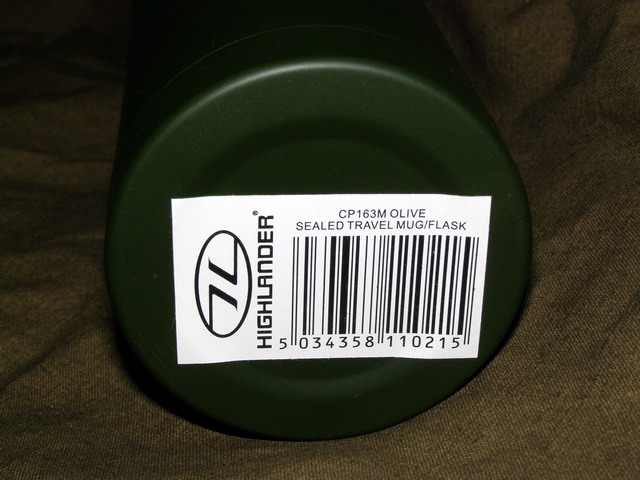 CP163M OLIVE
SEALED TRAVEL MUG/FLASK
HIGHLANDER®
5 034358 110215